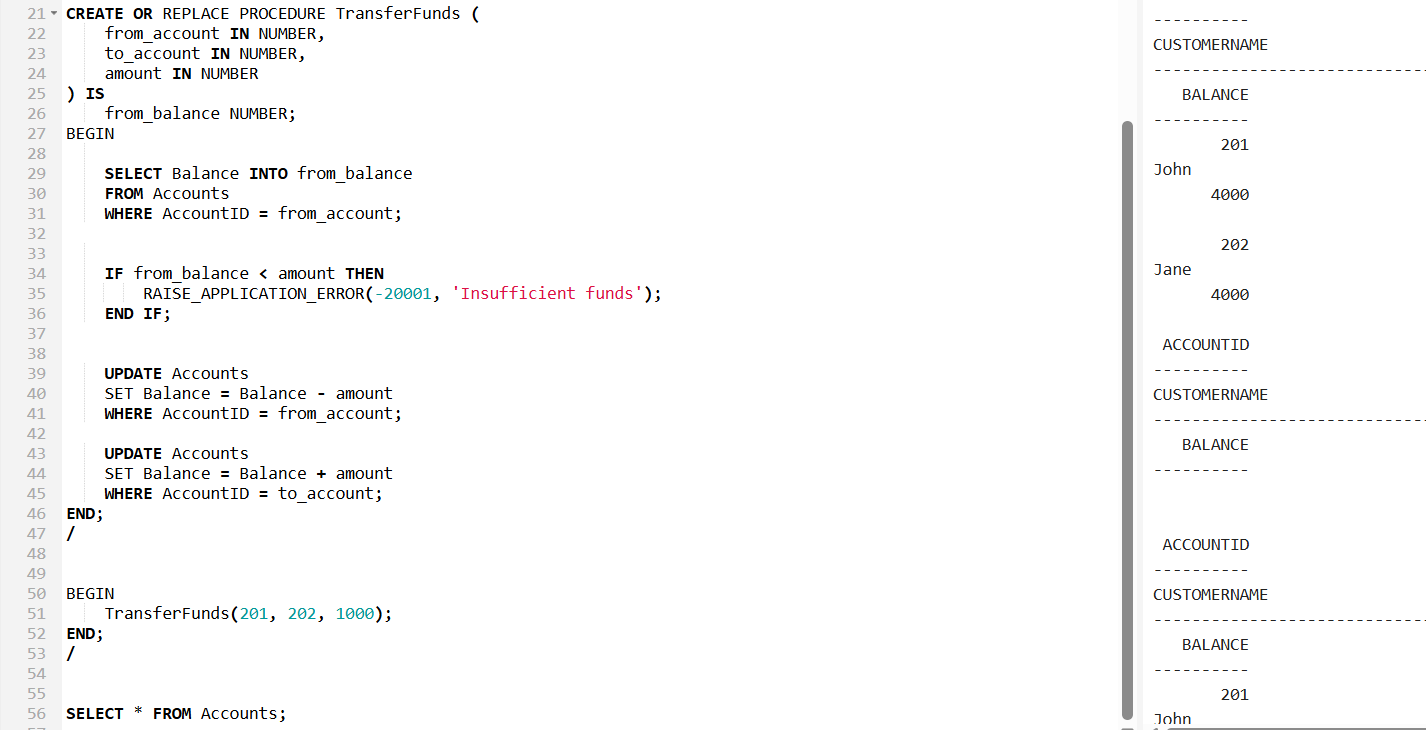 21 CREATE OR REPLACE PROCEDURE TransferFunds (
22     from_account IN NUMBER,
23     to_account IN NUMBER,
24     amount IN NUMBER
25 ) IS
26     from_balance NUMBER;
27 BEGIN
28
29     SELECT Balance INTO from_balance
30     FROM Accounts
31     WHERE AccountID = from_account;
32
33
34     IF from_balance < amount THEN
35         RAISE_APPLICATION_ERROR(-20001, 'Insufficient funds');
36     END IF;
37
38
39     UPDATE Accounts
40     SET Balance = Balance - amount
41     WHERE AccountID = from_account;
42
43     UPDATE Accounts
44     SET Balance = Balance + amount
45     WHERE AccountID = to_account;
46 END;
47 /
48
49
50 BEGIN
51     TransferFunds(201, 202, 1000);
52 END;
53 /
54
55
56 SELECT * FROM Accounts;
----------
CUSTOMERNAME
-----------------------------
BALANCE
----------
201
John
4000
202
Jane
4000
ACCOUNTID
----------
CUSTOMERNAME
-----------------------------
BALANCE
----------
ACCOUNTID
----------
CUSTOMERNAME
-----------------------------
BALANCE
----------
201
John